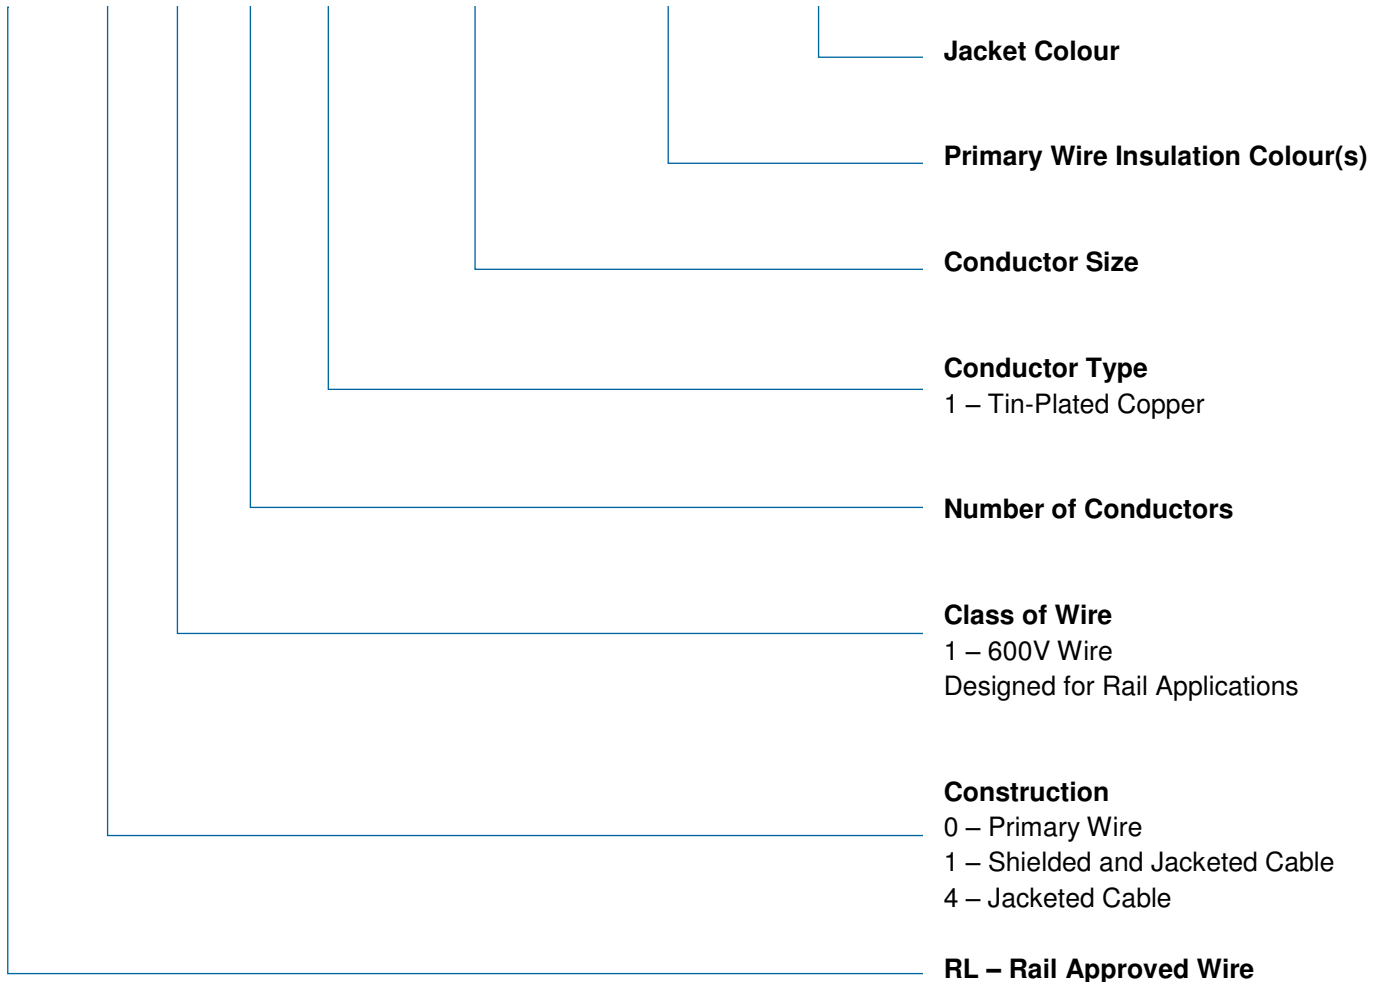 Jacket Colour
Primary Wire Insulation Colour(s)
Conductor Size
Conductor Type
1 – Tin-Plated Copper
Number of Conductors
Class of Wire
1 – 600V Wire
Designed for Rail Applications
Construction
0 – Primary Wire
1 – Shielded and Jacketed Cable
4 – Jacketed Cable
RL – Rail Approved Wire